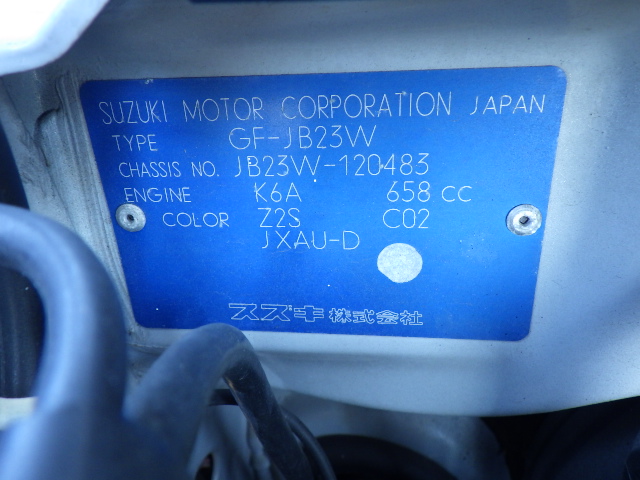 SUZUKI MOTOR CORPORATION JAPAN
TYPE GF-JB23W
CHASSIS NO. JB23W-120483
ENGINE K6A 658 CC
COLOR Z2S C02
JXAU-D
スズキ株式会社